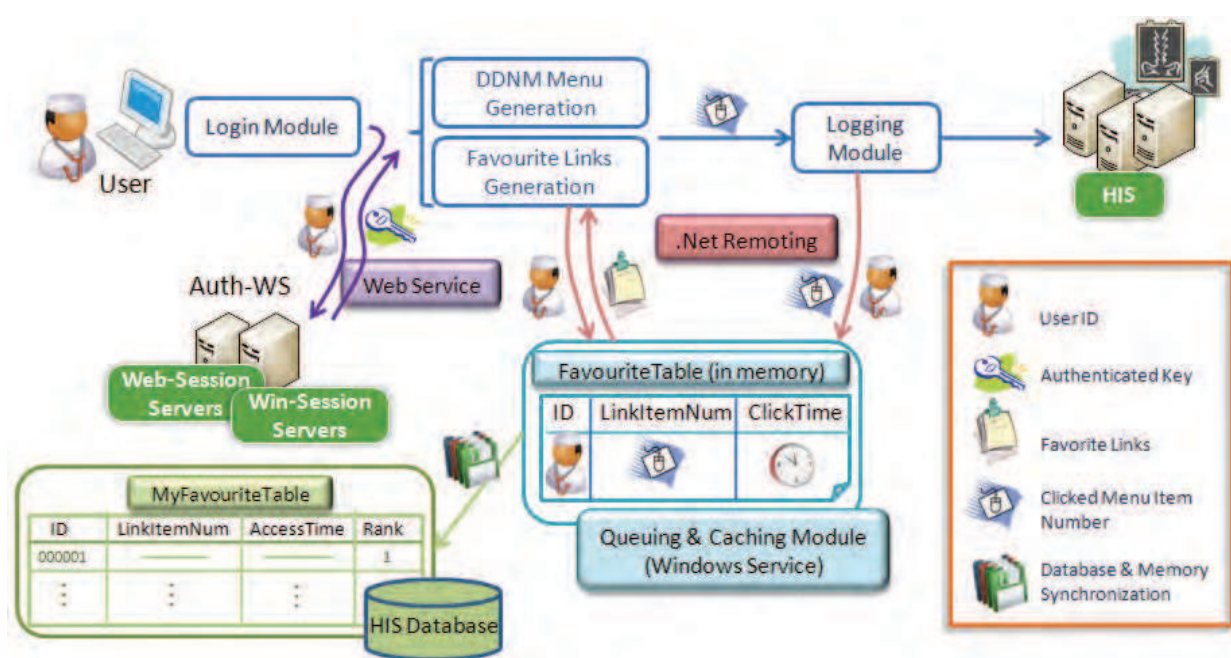 DDNM Menu
Generation
Login Module
Favourite Links
Generation
Logging
Module
User
HIS
.Net Remoting
Auth-WS
Web Service
Web-Session
Servers
Win-Session
Servers
FavouriteTable (in memory)
ID LinkItemNum ClickTime
Queuing & Caching Module
(Windows Service)
MyFavouriteTable
ID LinkItemNum AccessTime Rank
000001 1
HIS Database
User ID
Authenticated Key
Favorite Links
Clicked Menu Item
Number
Database & Memory
Synchronization